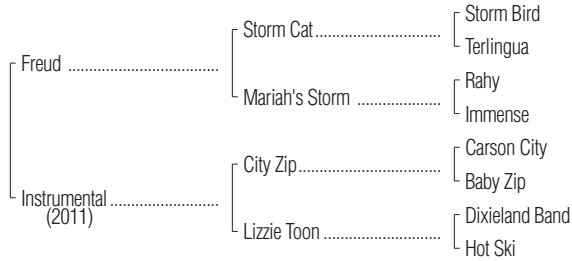 Storm Bird
Storm Cat
Terlingua
Freud
Rahy
Mariah's Storm
Immense
Carson City
City Zip
Baby Zip
Instrumental
(2011)
Dixieland Band
Lizzie Toon
Hot Ski